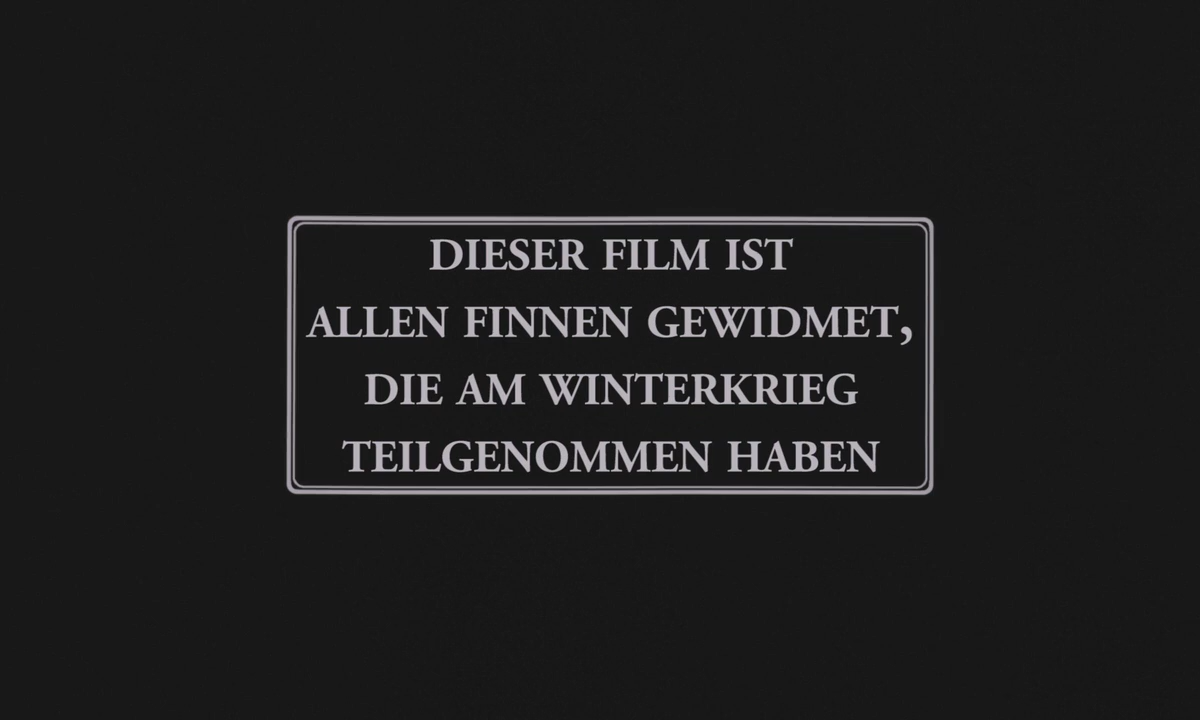 DIESER FILM IST
ALLEN FINNEN GEWIDMET,
DIE AM WINTERKRIEG
TEILGENOMMEN HABEN